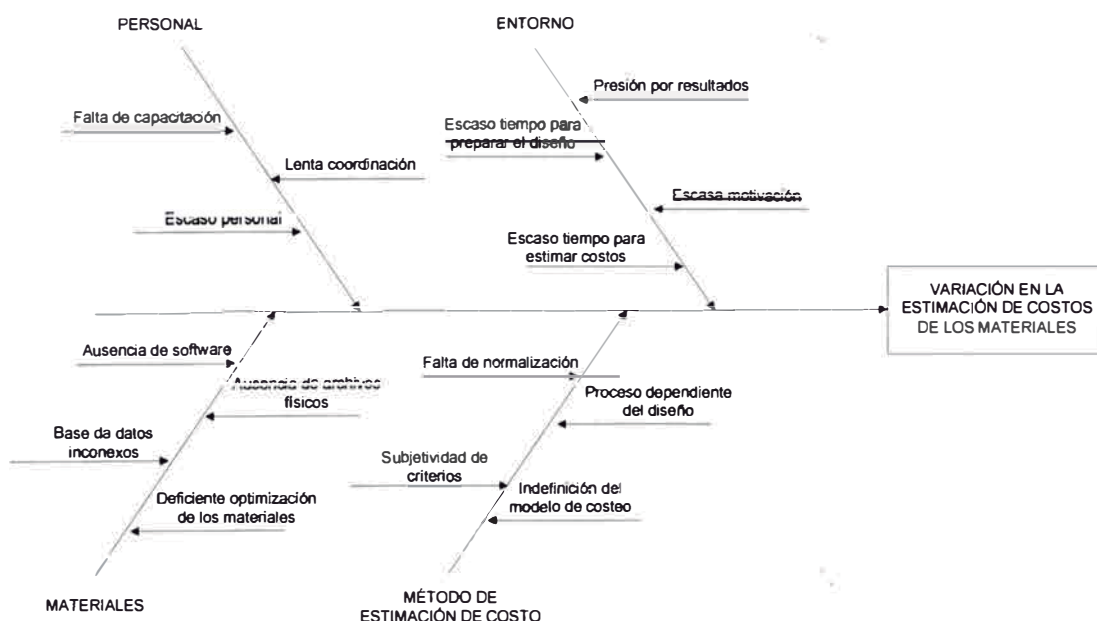 PERSONAL
ENTORNO
Presión por resultados
Falta de capacitación
Escaso tiempo para
preparar el diseño
Lenta coordinación
Escasa motivación
Escaso personal
Escaso tiempo para
estimar costos
VARIACIÓN EN LA
ESTIMACIÓN DE COSTOS
DE LOS MATERIALES
Ausencia de software
Falta de normalización
Ausencia de archivos
físicos
Proceso dependiente
del diseño
Base da datos
inconexos
Subjetividad de
criterios
Deficiente optimización
de los materiales
Indefinición del
modelo de costeo
MATERIALES
MÉTODO DE
ESTIMACIÓN DE COSTO